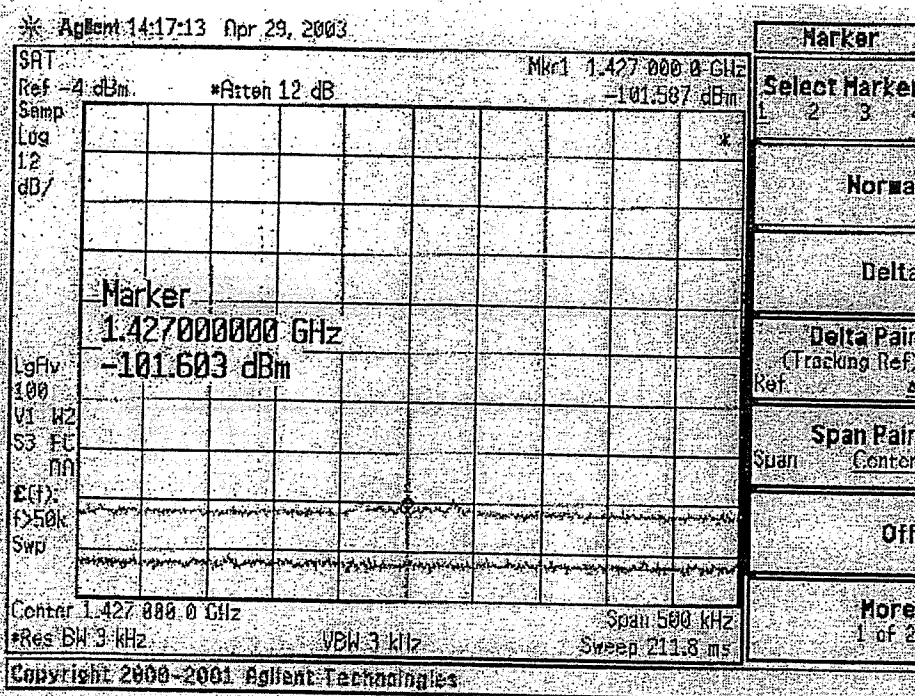 Agilent 14:17:13 Apr 29, 2003
SAT
Mkr1 1.427 000 0 GHz
Ref -4 dBm *Atten 12 dB -101.587 dBm
Samp
Log
12
dB/
*
Marker
1.427000000 GHz
-101.603 dBm
LgAv
100
V1 W2
S3 FC
AA
£(f):
f>50k
Swp
Center 1.427 000 0 GHz Span 500 kHz
*Res BW 3 kHz VBW 3 kHz Sweep 211.8 ms
Copyright 2000-2001 Agilent Technologies
Marker
Select Marker
1 2 3
Norma
Delta
Delta Pair
(Tracking Ref)
Ref
Span Pair
Span Center
Off
More
1 of 2